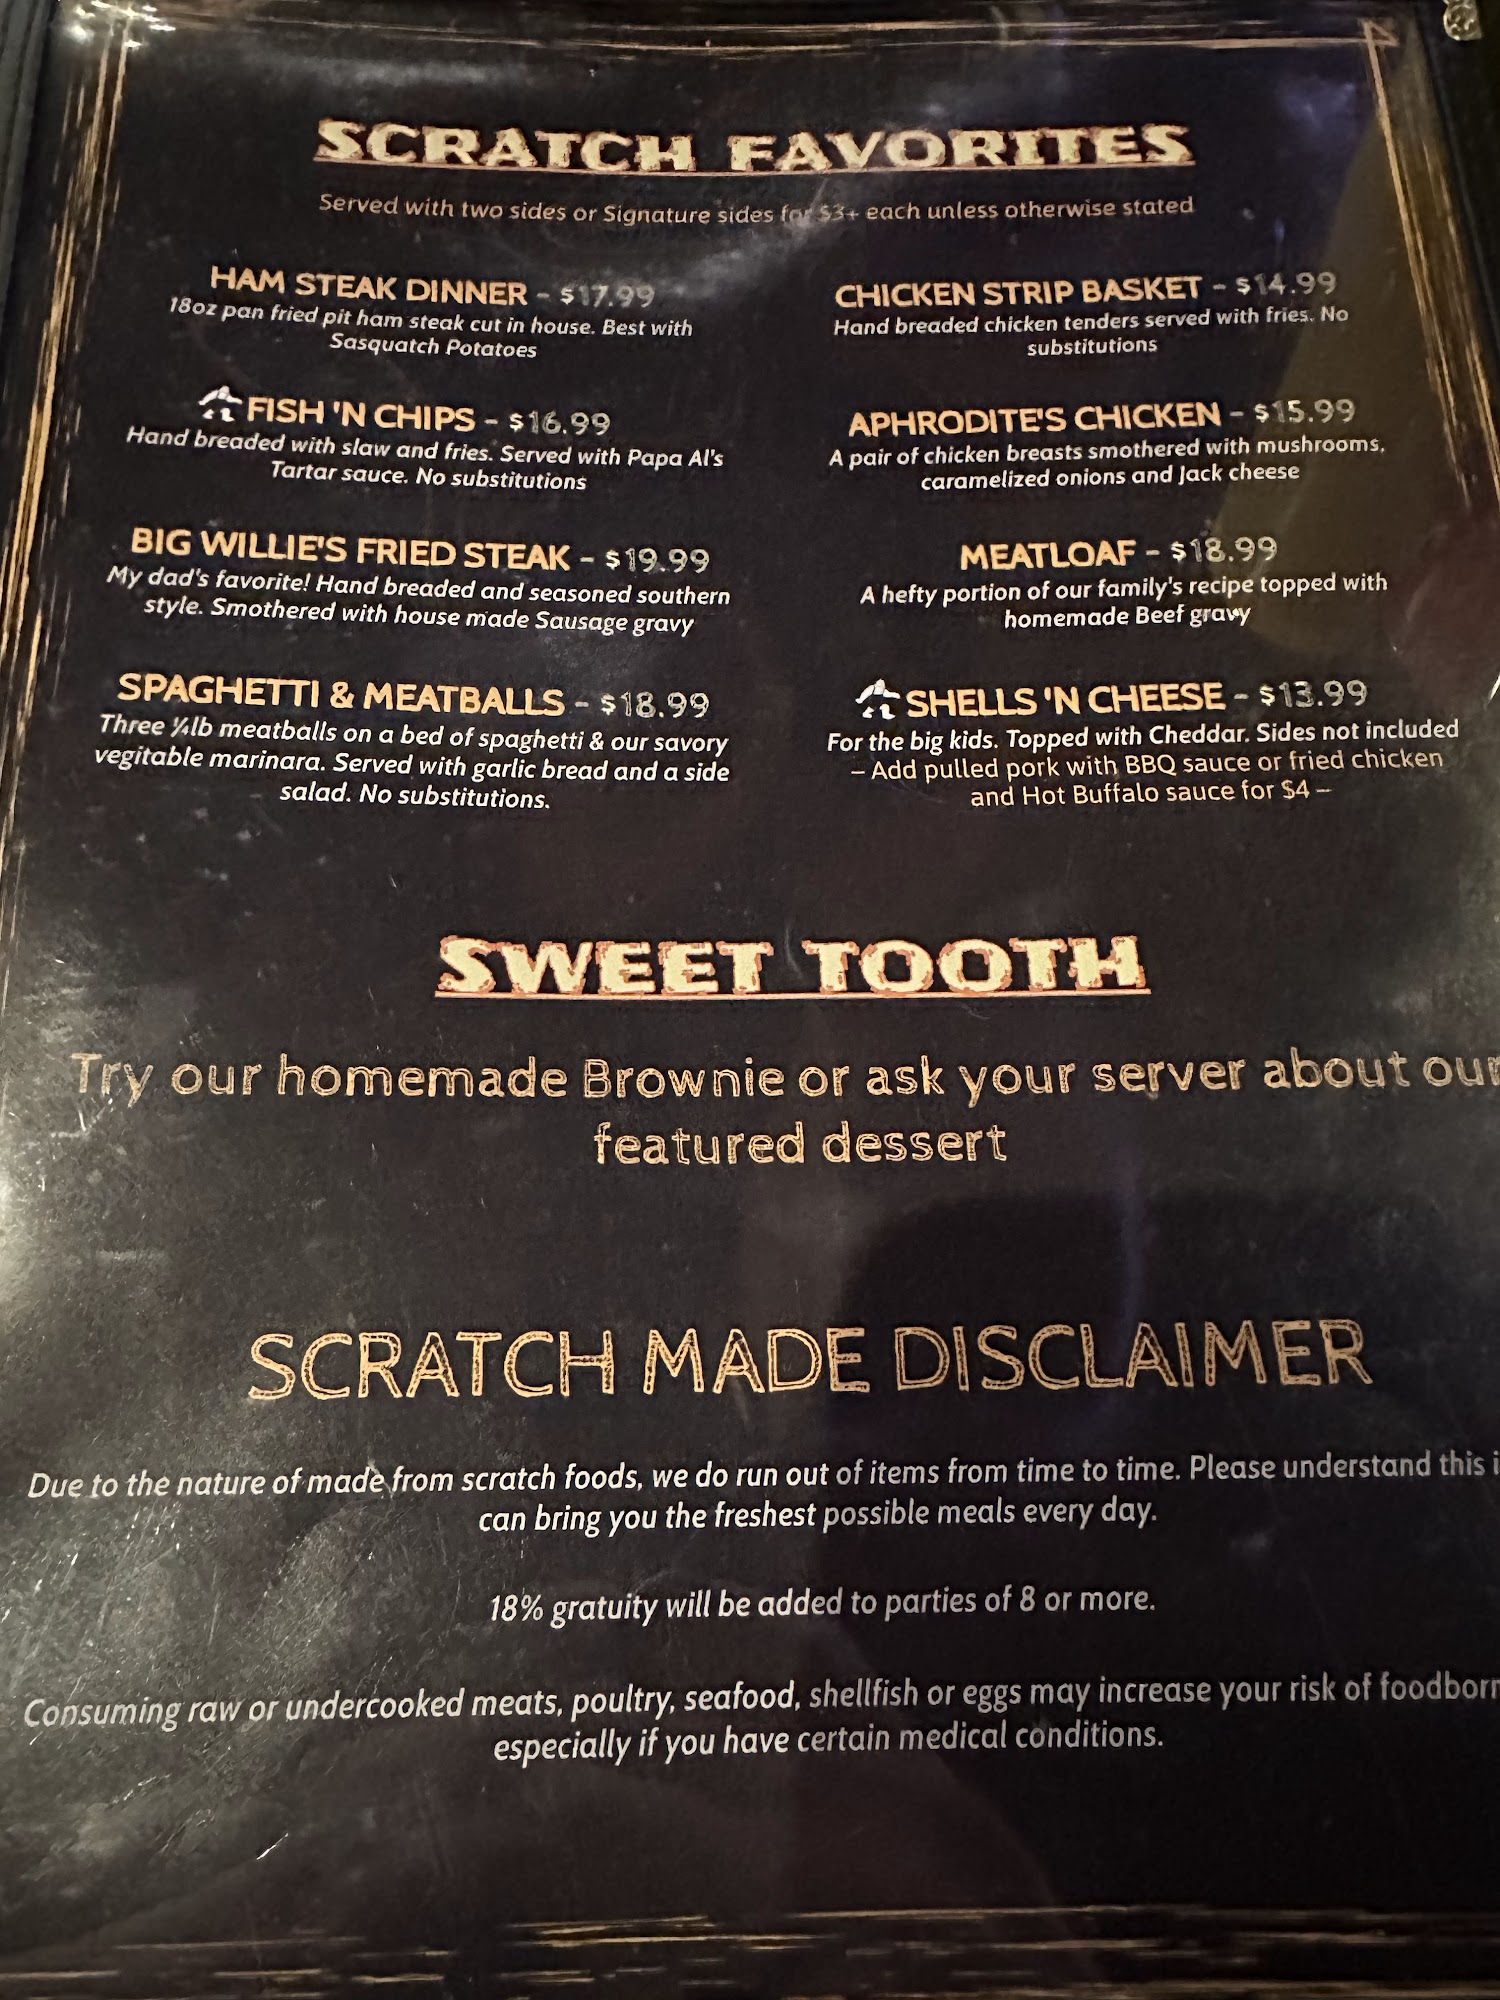 SCRATCH FAVORITES
Served with two sides or Signature sides for $3+ each unless otherwise stated
HAM STEAK DINNER - $17.99
18oz pan fried pit ham steak cut in house. Best with
Sasquatch Potatoes
FISH 'N CHIPS - $16.99
Hand breaded with slaw and fries. Served with Papa Al's
Tartar sauce. No substitutions
BIG WILLIE'S FRIED STEAK - $19.99
My dad's favorite! Hand breaded and seasoned southern
style. Smothered with house made Sausage gravy
SPAGHETTI & MEATBALLS - $18.99
Three ¼lb meatballs on a bed of spaghetti & our savory
vegitable marinara. Served with garlic bread and a side
salad. No substitutions.
CHICKEN STRIP BASKET - $14.99
Hand breaded chicken tenders served with fries. No
substitutions
APHRODITE'S CHICKEN - $15.99
A pair of chicken breasts smothered with mushrooms,
caramelized onions and Jack cheese
MEATLOAF - $18.99
A hefty portion of our family's recipe topped with
homemade Beef gravy
SHELLS 'N CHEESE - $13.99
For the big kids. Topped with Cheddar. Sides not included
– Add pulled pork with BBQ sauce or fried chicken
and Hot Buffalo sauce for $4 –
SWEET TOOTH
Try our homemade Brownie or ask your server about our
featured dessert
SCRATCH MADE DISCLAIMER
Due to the nature of made from scratch foods, we do run out of items from time to time. Please understand this
can bring you the freshest possible meals every day.
18% gratuity will be added to parties of 8 or more.
Consuming raw or undercooked meats, poultry, seafood, shellfish or eggs may increase your risk of
especially if you have certain medical conditions.